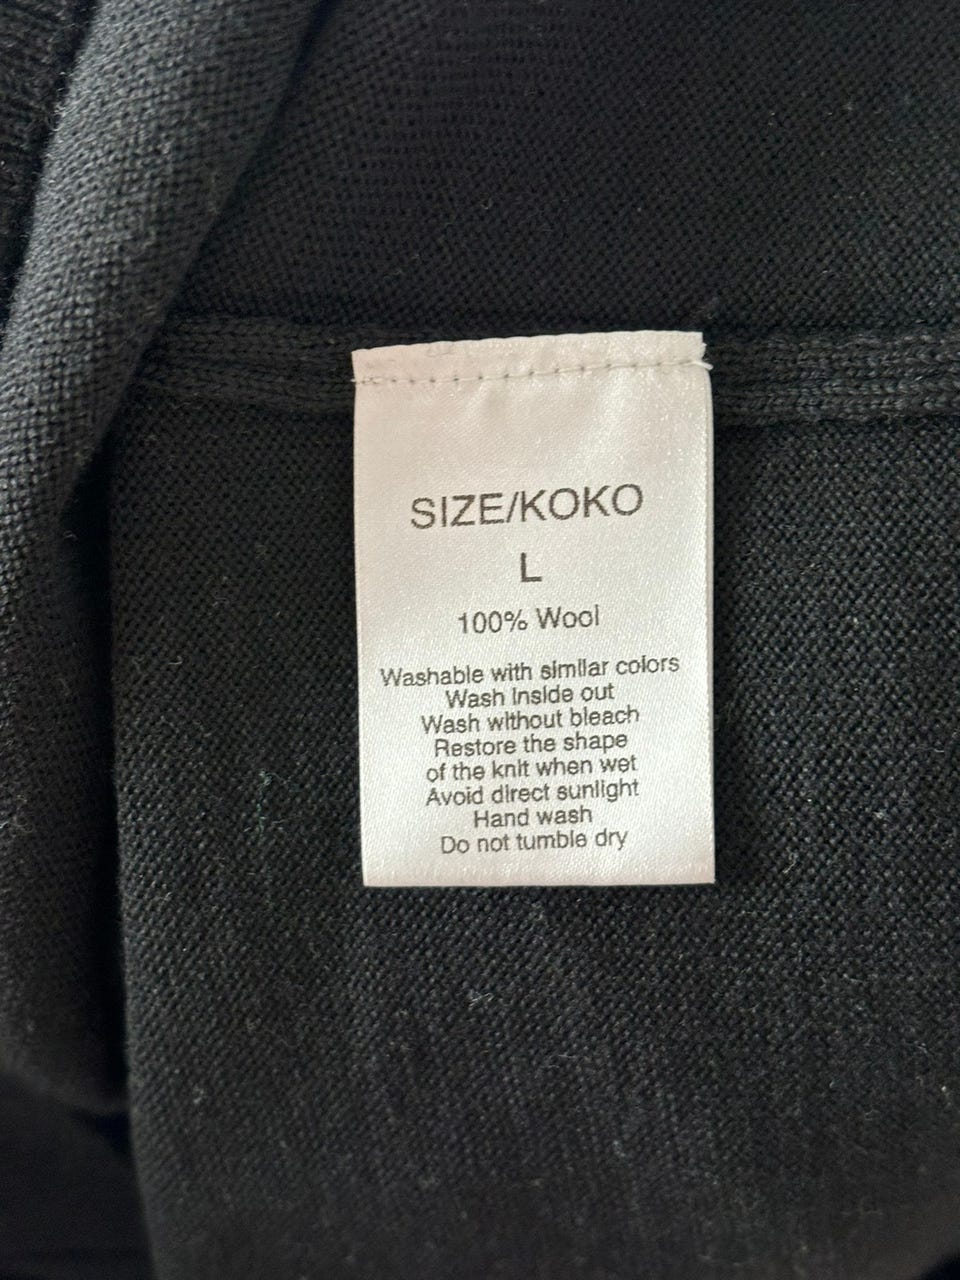 SIZE/KOKO
L
100% Wool
Washable with similar colors
Wash inside out
Wash without bleach
Restore the shape
of the knit when wet
Avoid direct sunlight
Hand wash
Do not tumble dry